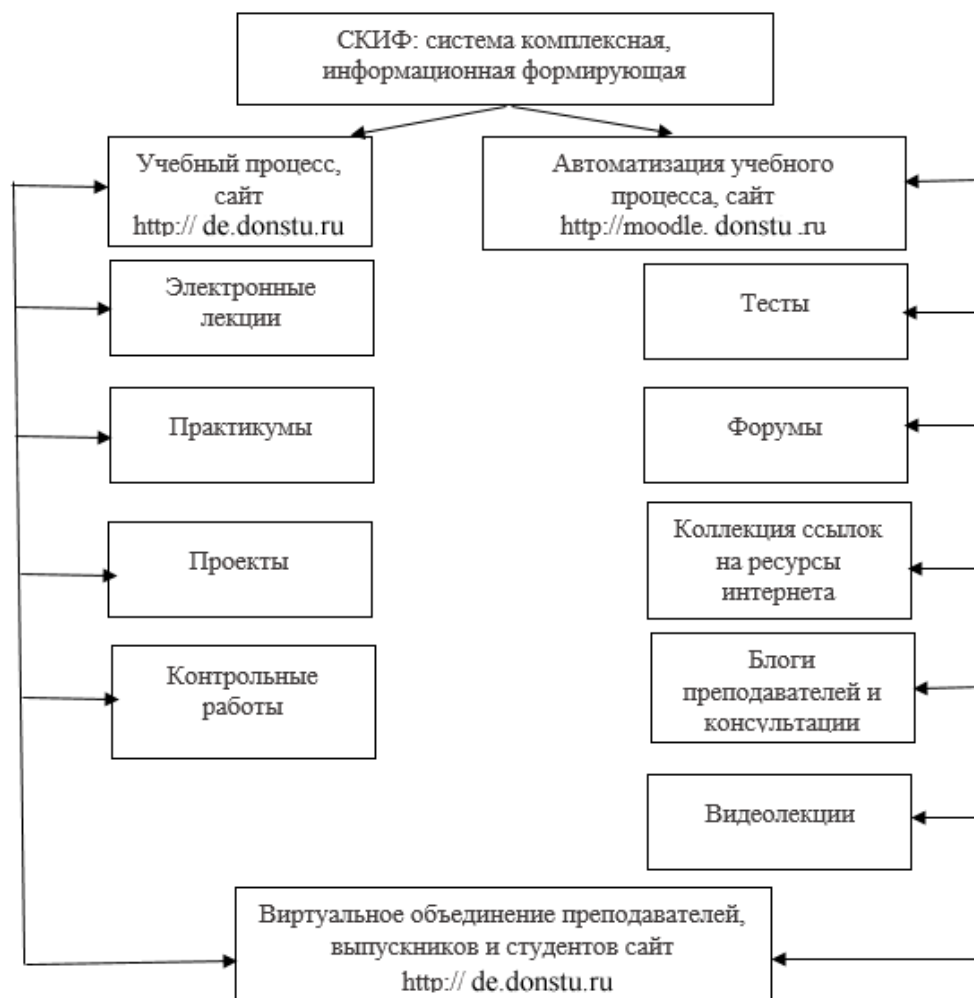 СКИФ: система комплексная,
информационная формирующая
Учебный процесс,
сайт
http:// de.donstu.ru
Автоматизация учебного
процесса, сайт
http://moodle. donstu .ru
Электронные
лекции
Практикумы
Проекты
Контрольные
работы
Тесты
Форумы
Коллекция ссылок
на ресурсы
интернета
Блоги
преподавателей и
консультации
Видеолекции
Виртуальное объединение преподавателей,
выпускников и студентов сайт
http:// de.donstu.ru